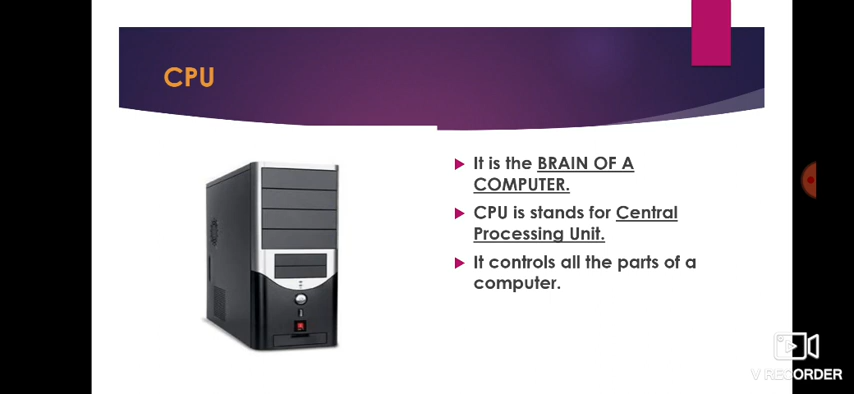 CPU
It is the BRAIN OF A
COMPUTER.
CPU is stands for Central
Processing Unit.
It controls all the parts of a
computer.
V RECORDER